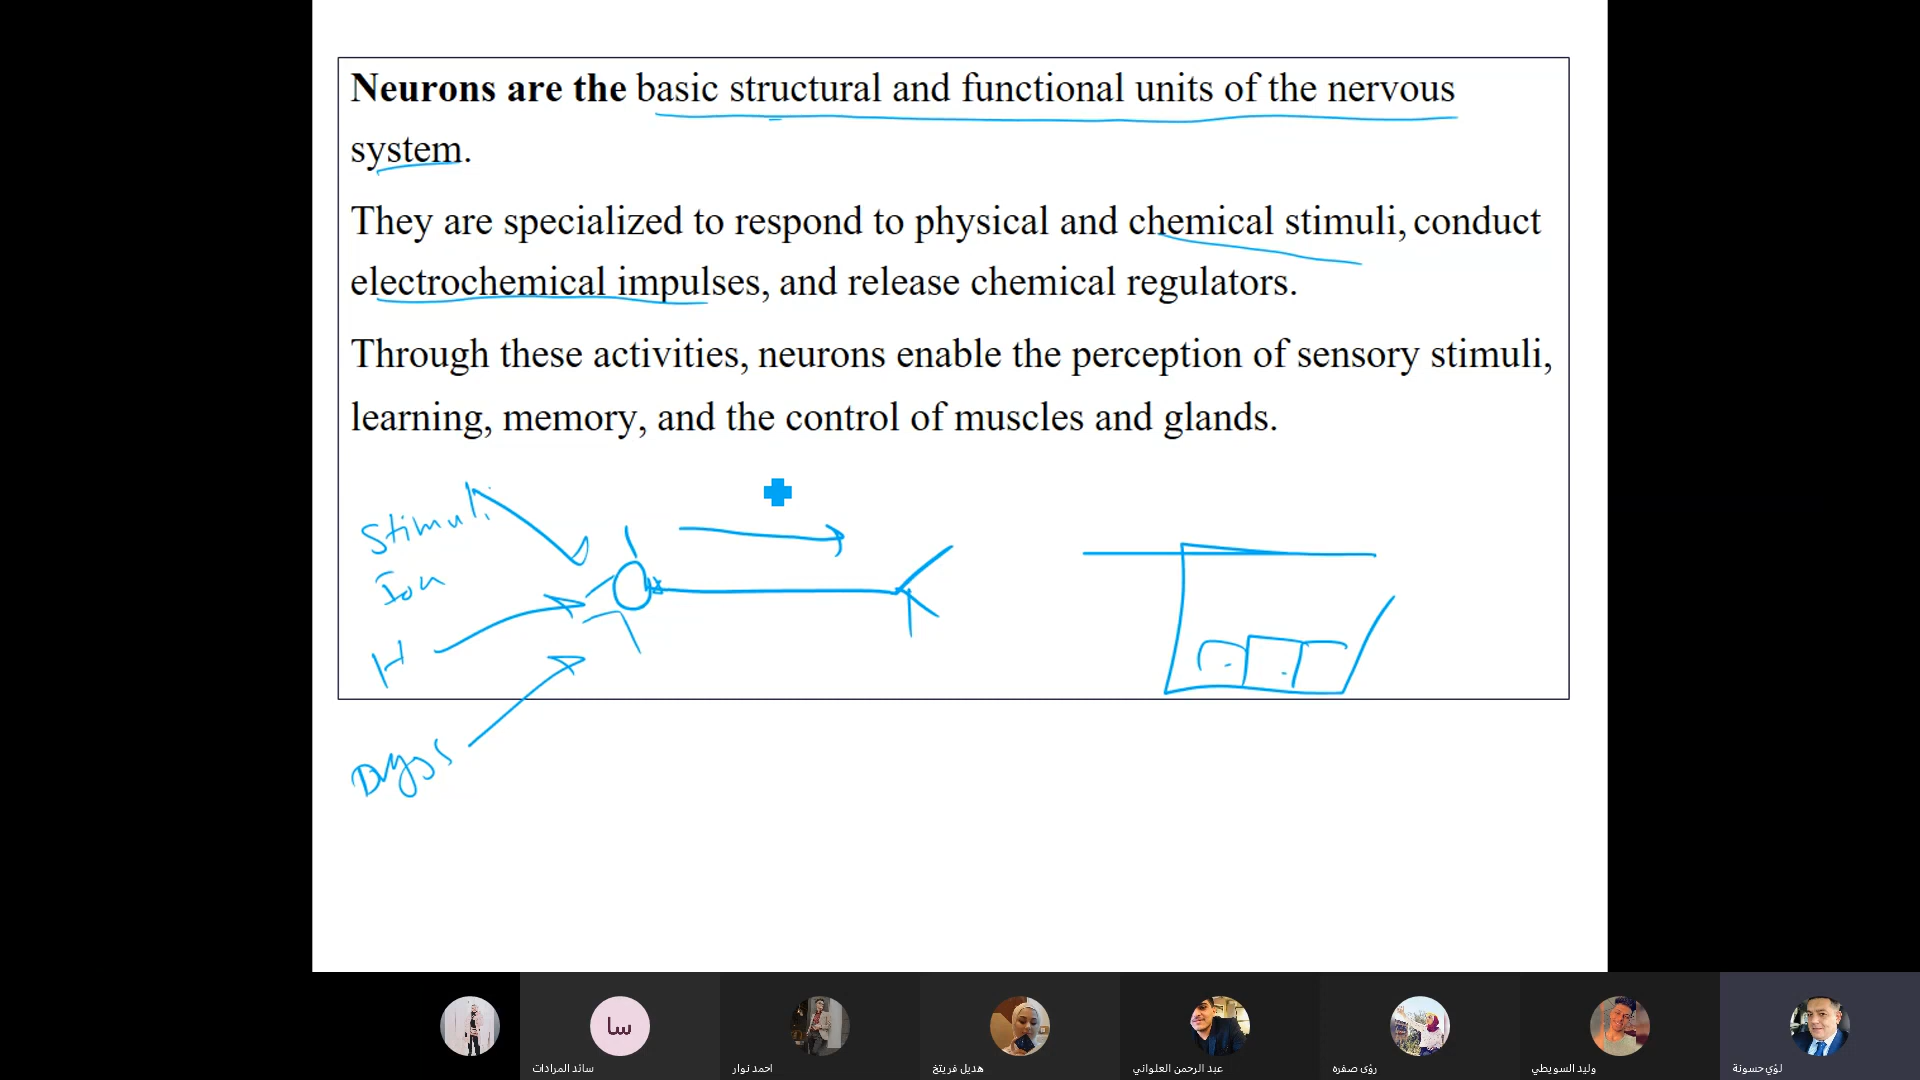 Neurons are the basic structural and functional units of the nervous
system.
They are specialized to respond to physical and chemical stimuli, conduct
electrochemical impulses, and release chemical regulators.
Through these activities, neurons enable the perception of sensory stimuli,
learning, memory, and the control of muscles and glands.
Stimuli
Ion
H
سا
سائد المرادات
احمد نوار
هديل فريتخ
عبد الرحمن العلواني
رؤى صفره
وليد السويطي
لؤي حسونة